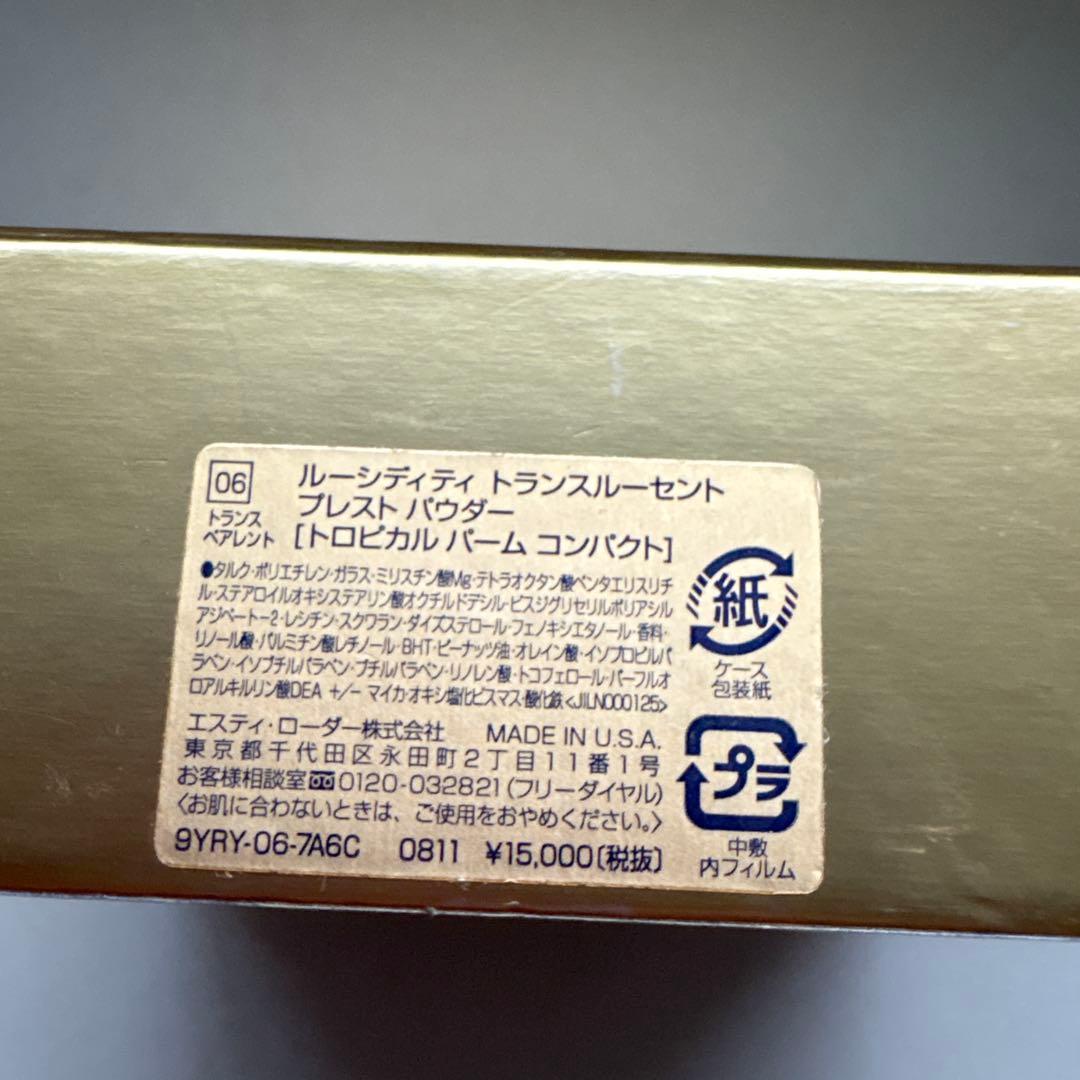 06
トランス
ペアレント
ルーシディティ トランスルーセント
プレスト パウダー
[トロピカル パーム コンパクト]
●タルク・ポリエチレン・ガラス・ミリスチン酸Mg・テトラオクタン酸ペンタエリスリチ
ル・ステアロイルオキシステアリン酸オクチルドデシル・ビスジグリセリルポリアシル
アジペート-2・レシチン・スクワラン・ダイズステロール・フェノキシエタノール・香料・
リノール酸・パルミチン酸レチノール・BHT・ピーナッツ油・オレイン酸・イソプロピルパ
ラベン・イソブチルパラベン・ブチルパラベン・リノレン酸・トコフェロール・パーフルオ
ロアルキルリン酸DEA +/- マイカ・オキシ塩化ビスマス・酸化鉄<JILN000125>
エスティ・ローダー株式会社 MADE IN U.S.A.
東京都千代田区永田町2丁目11番1号
お客様相談室 0120-032821(フリーダイヤル)
〈お肌に合わないときは、ご使用をおやめください。〉
9YRY-06-7A6C 0811 ¥15,000〔税抜〕
紙
ケース
包装紙
プラ
中敷
内フィルム